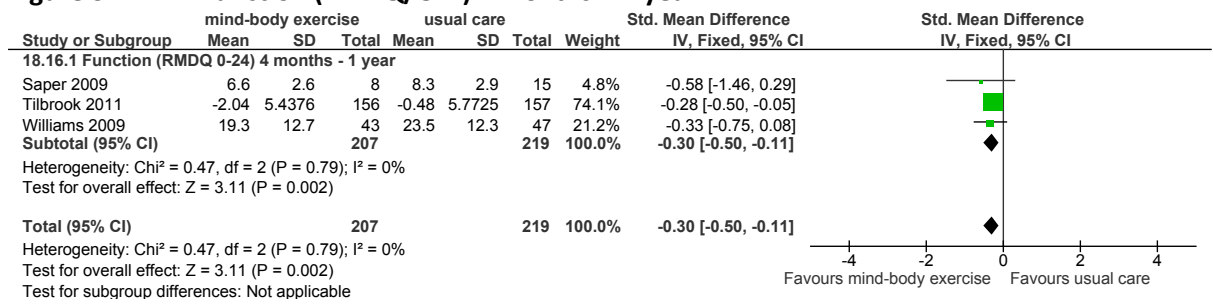 mind-body exercise usual care Std. Mean Difference Std. Mean Difference
Study or Subgroup Mean SD Total Mean SD Total Weight IV, Fixed, 95% CI IV, Fixed, 95% CI
18.16.1 Function (RMDQ 0-24) 4 months - 1 year
Saper 2009 6.6 2.6 8 8.3 2.9 15 4.8% -0.58 [-1.46, 0.29]
Tilbrook 2011 -2.04 5.4376 156 -0.48 5.7725 157 74.1% -0.28 [-0.50, -0.05]
Williams 2009 19.3 12.7 43 23.5 12.3 47 21.2% -0.33 [-0.75, 0.08]
Subtotal (95% CI) 207 219 100.0% -0.30 [-0.50, -0.11]
Heterogeneity: Chi² = 0.47, df = 2 (P = 0.79); I² = 0%
Test for overall effect: Z = 3.11 (P = 0.002)
Total (95% CI) 207 219 100.0% -0.30 [-0.50, -0.11]
Heterogeneity: Chi² = 0.47, df = 2 (P = 0.79); I² = 0%
Test for overall effect: Z = 3.11 (P = 0.002)
Test for subgroup differences: Not applicable
-4 -2 0 2 4
Favours mind-body exercise Favours usual care